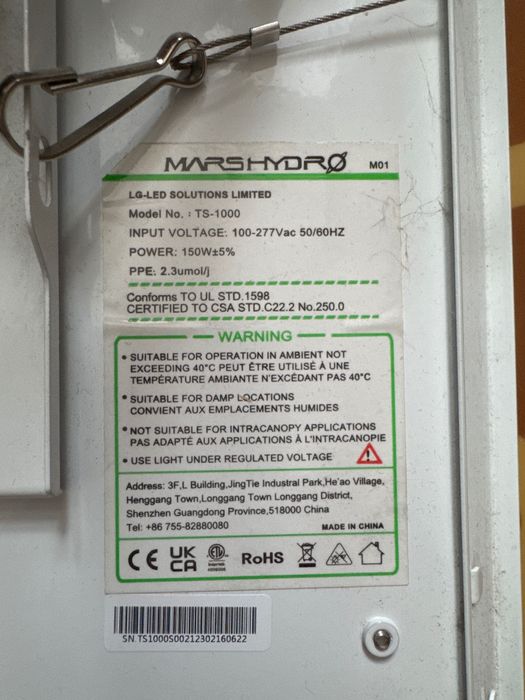 MARSHYDRO M01
LG-LED SOLUTIONS LIMITED
Model No. : TS-1000
INPUT VOLTAGE: 100-277Vac 50/60HZ
POWER: 150W±5%
PPE: 2.3umol/j
Conforms TO UL STD.1598
CERTIFIED TO CSA STD.C22.2 No.250.0
WARNING
• SUITABLE FOR OPERATION IN AMBIENT NOT
EXCEEDING 40°C PEUT ÊTRE UTILISÉ À UNE
TEMPÉRATURE AMBIANTE N'EXCÉDANT PAS 40°C
• SUITABLE FOR DAMP LOCATIONS
CONVIENT AUX EMPLACEMENTS HUMIDES
• NOT SUITABLE FOR INTRACANOPY APPLICATIONS
PAS ADAPTÉ AUX APPLICATIONS À L'INTRACANOPIE
• USE LIGHT UNDER REGULATED VOLTAGE
Address: 3F,L Building,JingTie Industral Park,He'ao Village,
Henggang Town,Longgang Town Longgang District,
Shenzhen Guangdong Province,518000 China
Tel: +86 755-82880080 MADE IN CHINA
CE UK CA ETL RoHS
SN.TS1000S00212302160622